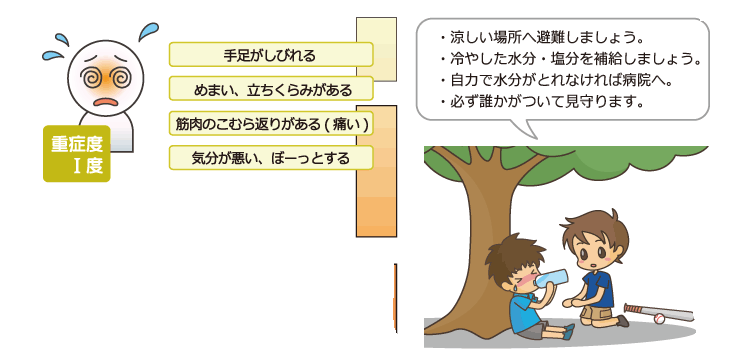 重症度
Ⅰ度
手足がしびれる
めまい、立ちくらみがある
筋肉のこむら返りがある(痛い)
気分が悪い、ぼーっとする
・涼しい場所へ避難しましょう。
・冷やした水分・塩分を補給しましょう。
・自力で水分がとれなければ病院へ。
・必ず誰かがついて見守ります。